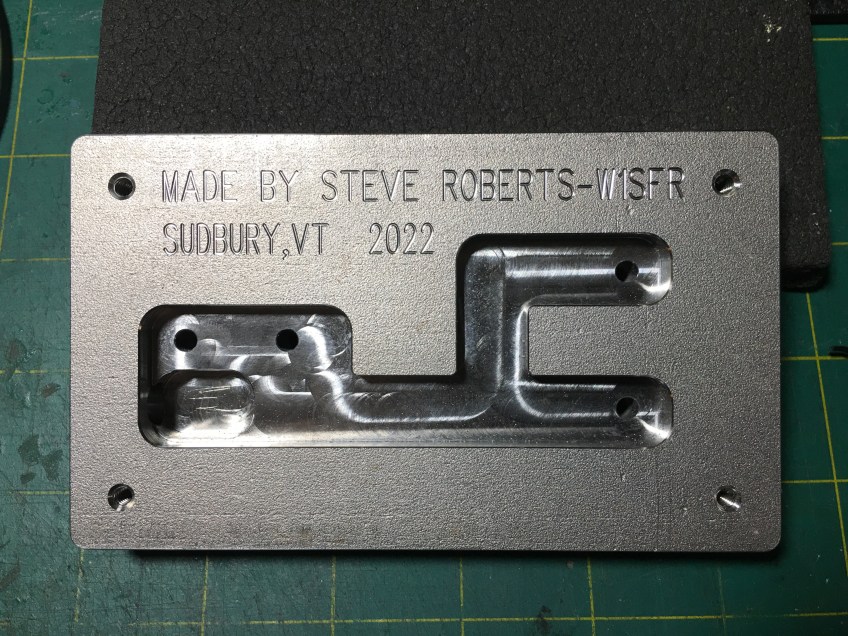 MADE BY STEVE ROBERTS-W1SFR
SUDBURY,VT 2022